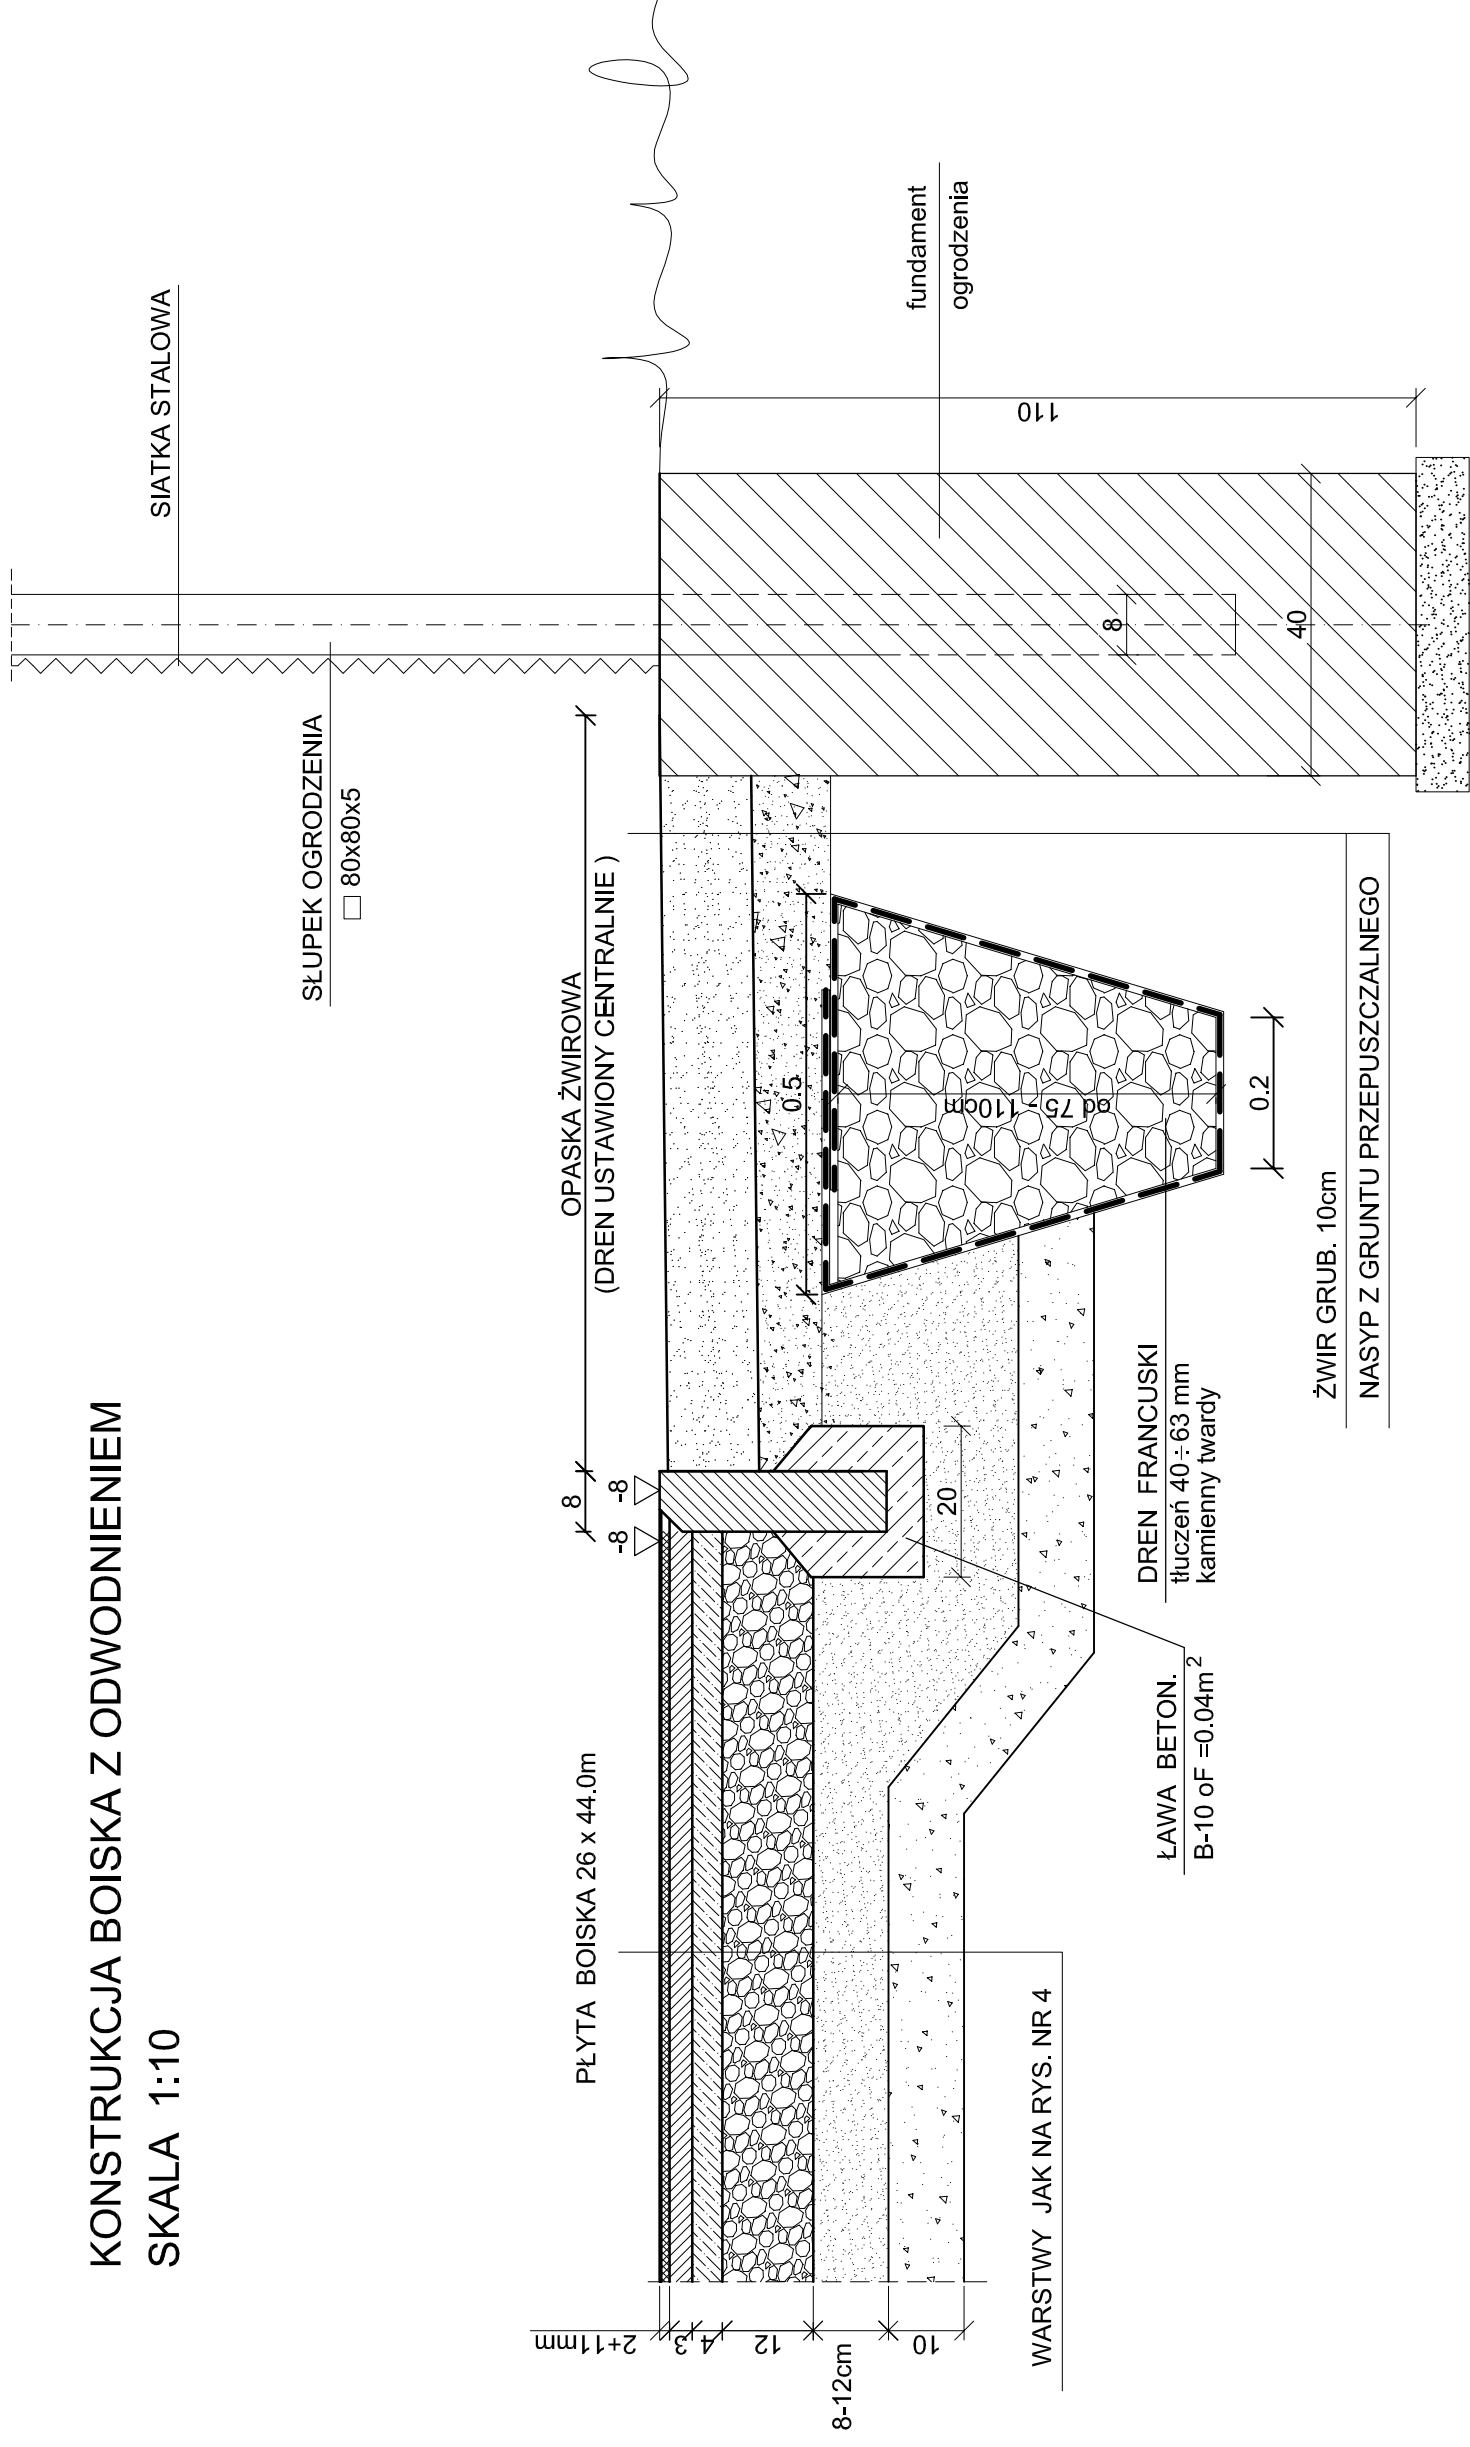 KONSTRUKCJA BOISKA Z ODWODNIENIEM
SKALA 1:10
SIATKA STALOWA
SŁUPEK OGRODZENIA
80x80x5
OPASKA ŻWIROWA
(DREN USTAWIONY CENTRALNIE )
PŁYTA BOISKA 26 x 44.0m
8
-8
-8
2+11mm
3
4
12
8-12cm
10
0.5
od 75 - 110cm
0.2
20
fundament
ogrodzenia
110
8
40
WARSTWY JAK NA RYS. NR 4
ŁAWA BETON.
B-10 oF =0.04m 2
DREN FRANCUSKI
tłuczeń 40÷ 63 mm
kamienny twardy
ŻWIR GRUB. 10cm
NASYP Z GRUNTU PRZEPUSZCZALNEGO